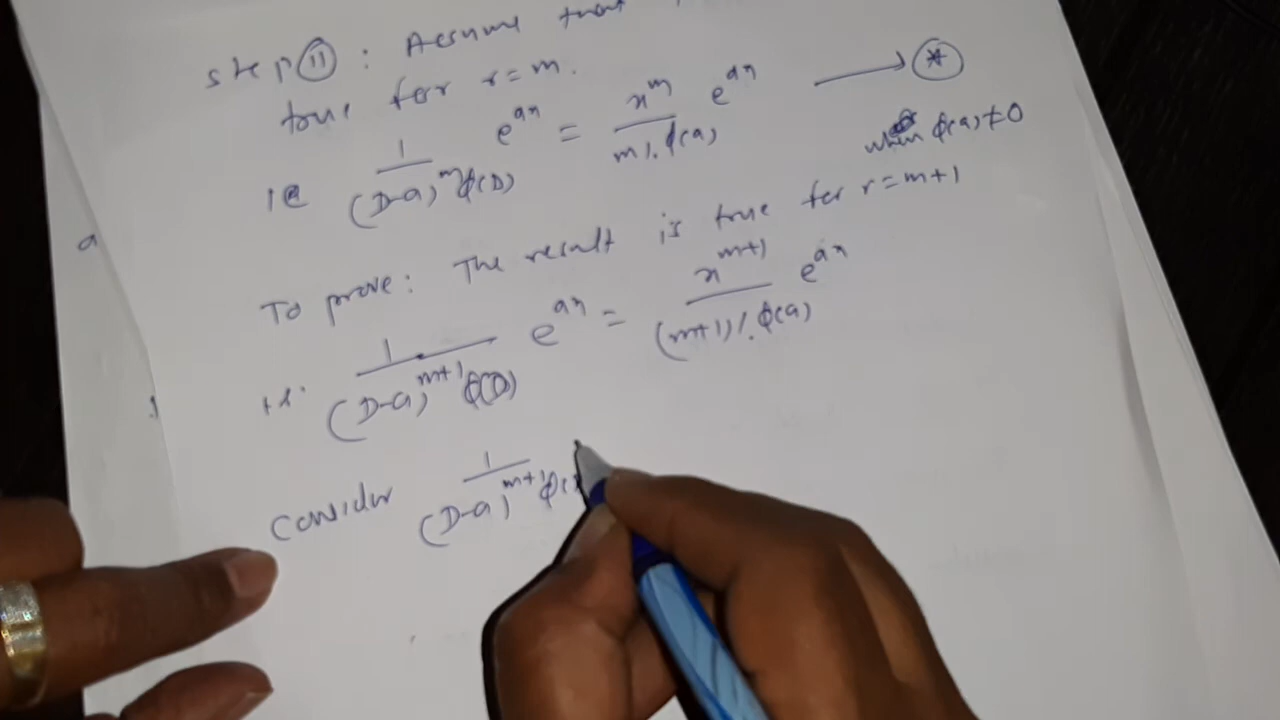 Step (11) : Assume that
true for r = m.
ie 1/((D-a)^m φ(D)) e^{ax} = x^m/(m! φ(a)) e^{ax} → (*)
when φ(a) ≠ 0
To prove : The result is true for r = m+1
i.e. 1/((D-a)^{m+1} φ(D)) e^{ax} = x^{m+1}/((m+1)! φ(a)) e^{ax}
Consider 1/((D-a)^{m+1} φ(